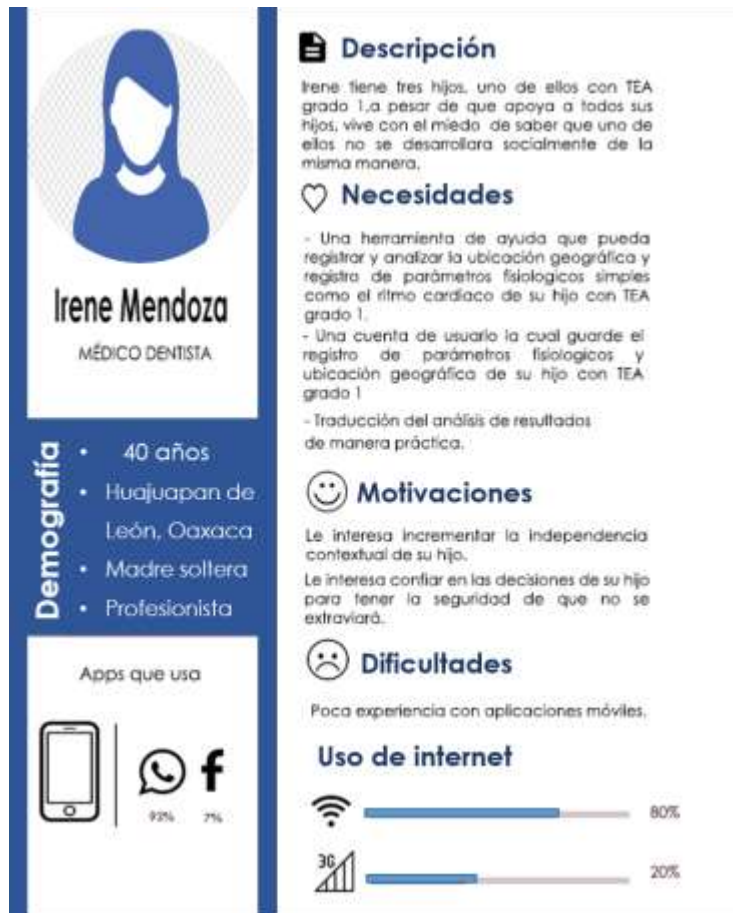 Irene Mendoza
MÉDICO DENTISTA
Demografía
• 40 años
• Huajuapan de
León, Oaxaca
• Madre soltera
• Profesionista
Apps que usa
93% 7%
Descripción
Irene tiene tres hijos, uno de ellos con TEA
grado 1,a pesar de que apoya a todos sus
hijos, vive con el miedo de saber que uno de
ellos no se desarrollara socialmente de la
misma manera.
Necesidades
- Una herramienta de ayuda que pueda
registrar y analizar la ubicación geográfica y
registro de parámetros fisiologicos simples
como el ritmo cardiaco de su hijo con TEA
grado 1.
- Una cuenta de usuario la cual guarde el
registro de parámetros fisiologicos y
ubicación geográfica de su hijo con TEA
grado 1
- Traducción del análisis de resultados
de manera práctica.
Motivaciones
Le interesa incrementar la independencia
contextual de su hijo.
Le interesa confiar en las decisiones de su hijo
para tener la seguridad de que no se
extraviará.
Dificultades
Poca experiencia con aplicaciones móviles.
Uso de internet
80%
3G
20%